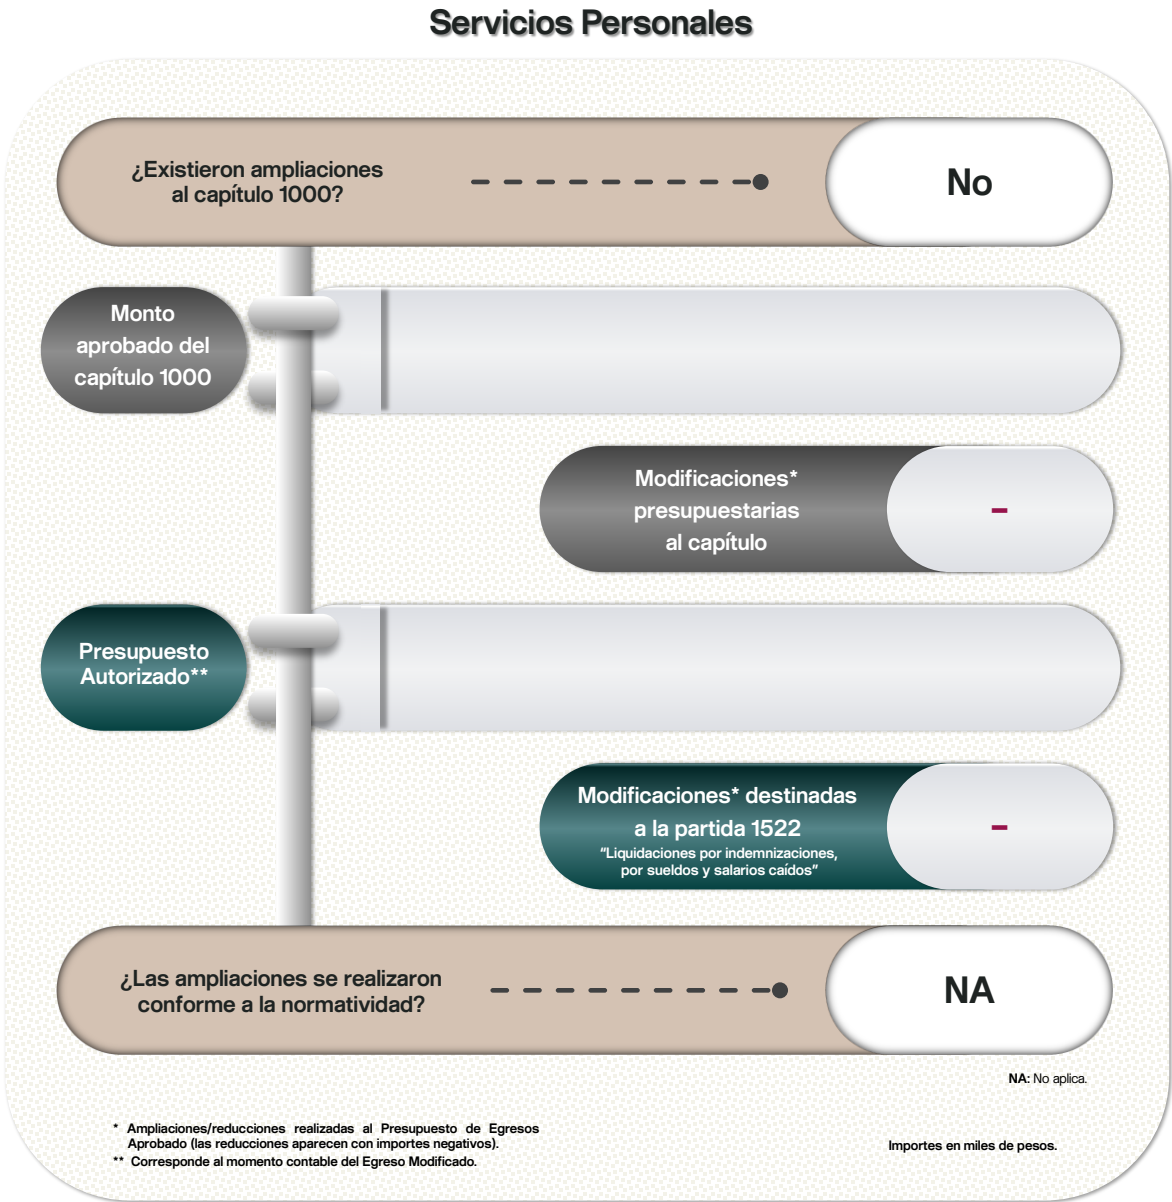 Servicios Personales
¿Existieron ampliaciones
al capítulo 1000?
No
Monto
aprobado del
capítulo 1000
Modificaciones*
presupuestarias
al capítulo
-
Presupuesto
Autorizado**
Modificaciones* destinadas
a la partida 1522
"Liquidaciones por indemnizaciones,
por sueldos y salarios caídos"
-
¿Las ampliaciones se realizaron
conforme a la normatividad?
NA
NA: No aplica.
* Ampliaciones/reducciones realizadas al Presupuesto de Egresos
Aprobado (las reducciones aparecen con importes negativos).
** Corresponde al momento contable del Egreso Modificado.
Importes en miles de pesos.